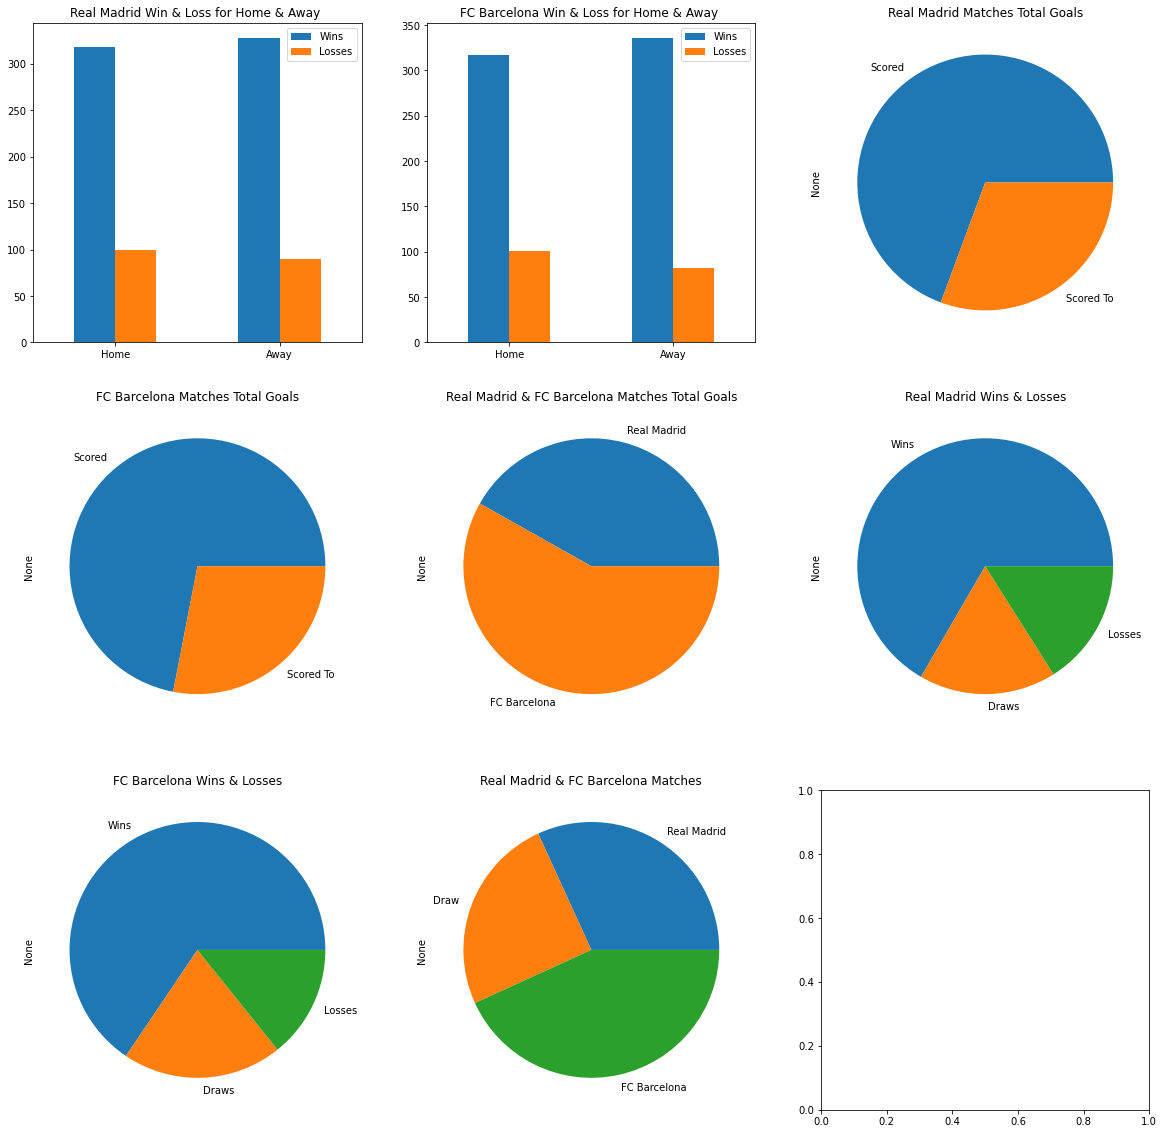 Real Madrid Win & Loss for Home & Away
Wins
Losses
300
250
200
150
100
50
0
Home
Away
FC Barcelona Win & Loss for Home & Away
Wins
Losses
350
300
250
200
150
100
50
0
Home
Away
Real Madrid Matches Total Goals
Scored
None
Scored To
FC Barcelona Matches Total Goals
Scored
None
Scored To
Real Madrid & FC Barcelona Matches Total Goals
Real Madrid
None
FC Barcelona
Real Madrid Wins & Losses
Wins
None
Losses
Draws
FC Barcelona Wins & Losses
Wins
None
Losses
Draws
Real Madrid & FC Barcelona Matches
Real Madrid
Draw
None
FC Barcelona
1.0
0.8
0.6
0.4
0.2
0.0
0.0 0.2 0.4 0.6 0.8 1.0